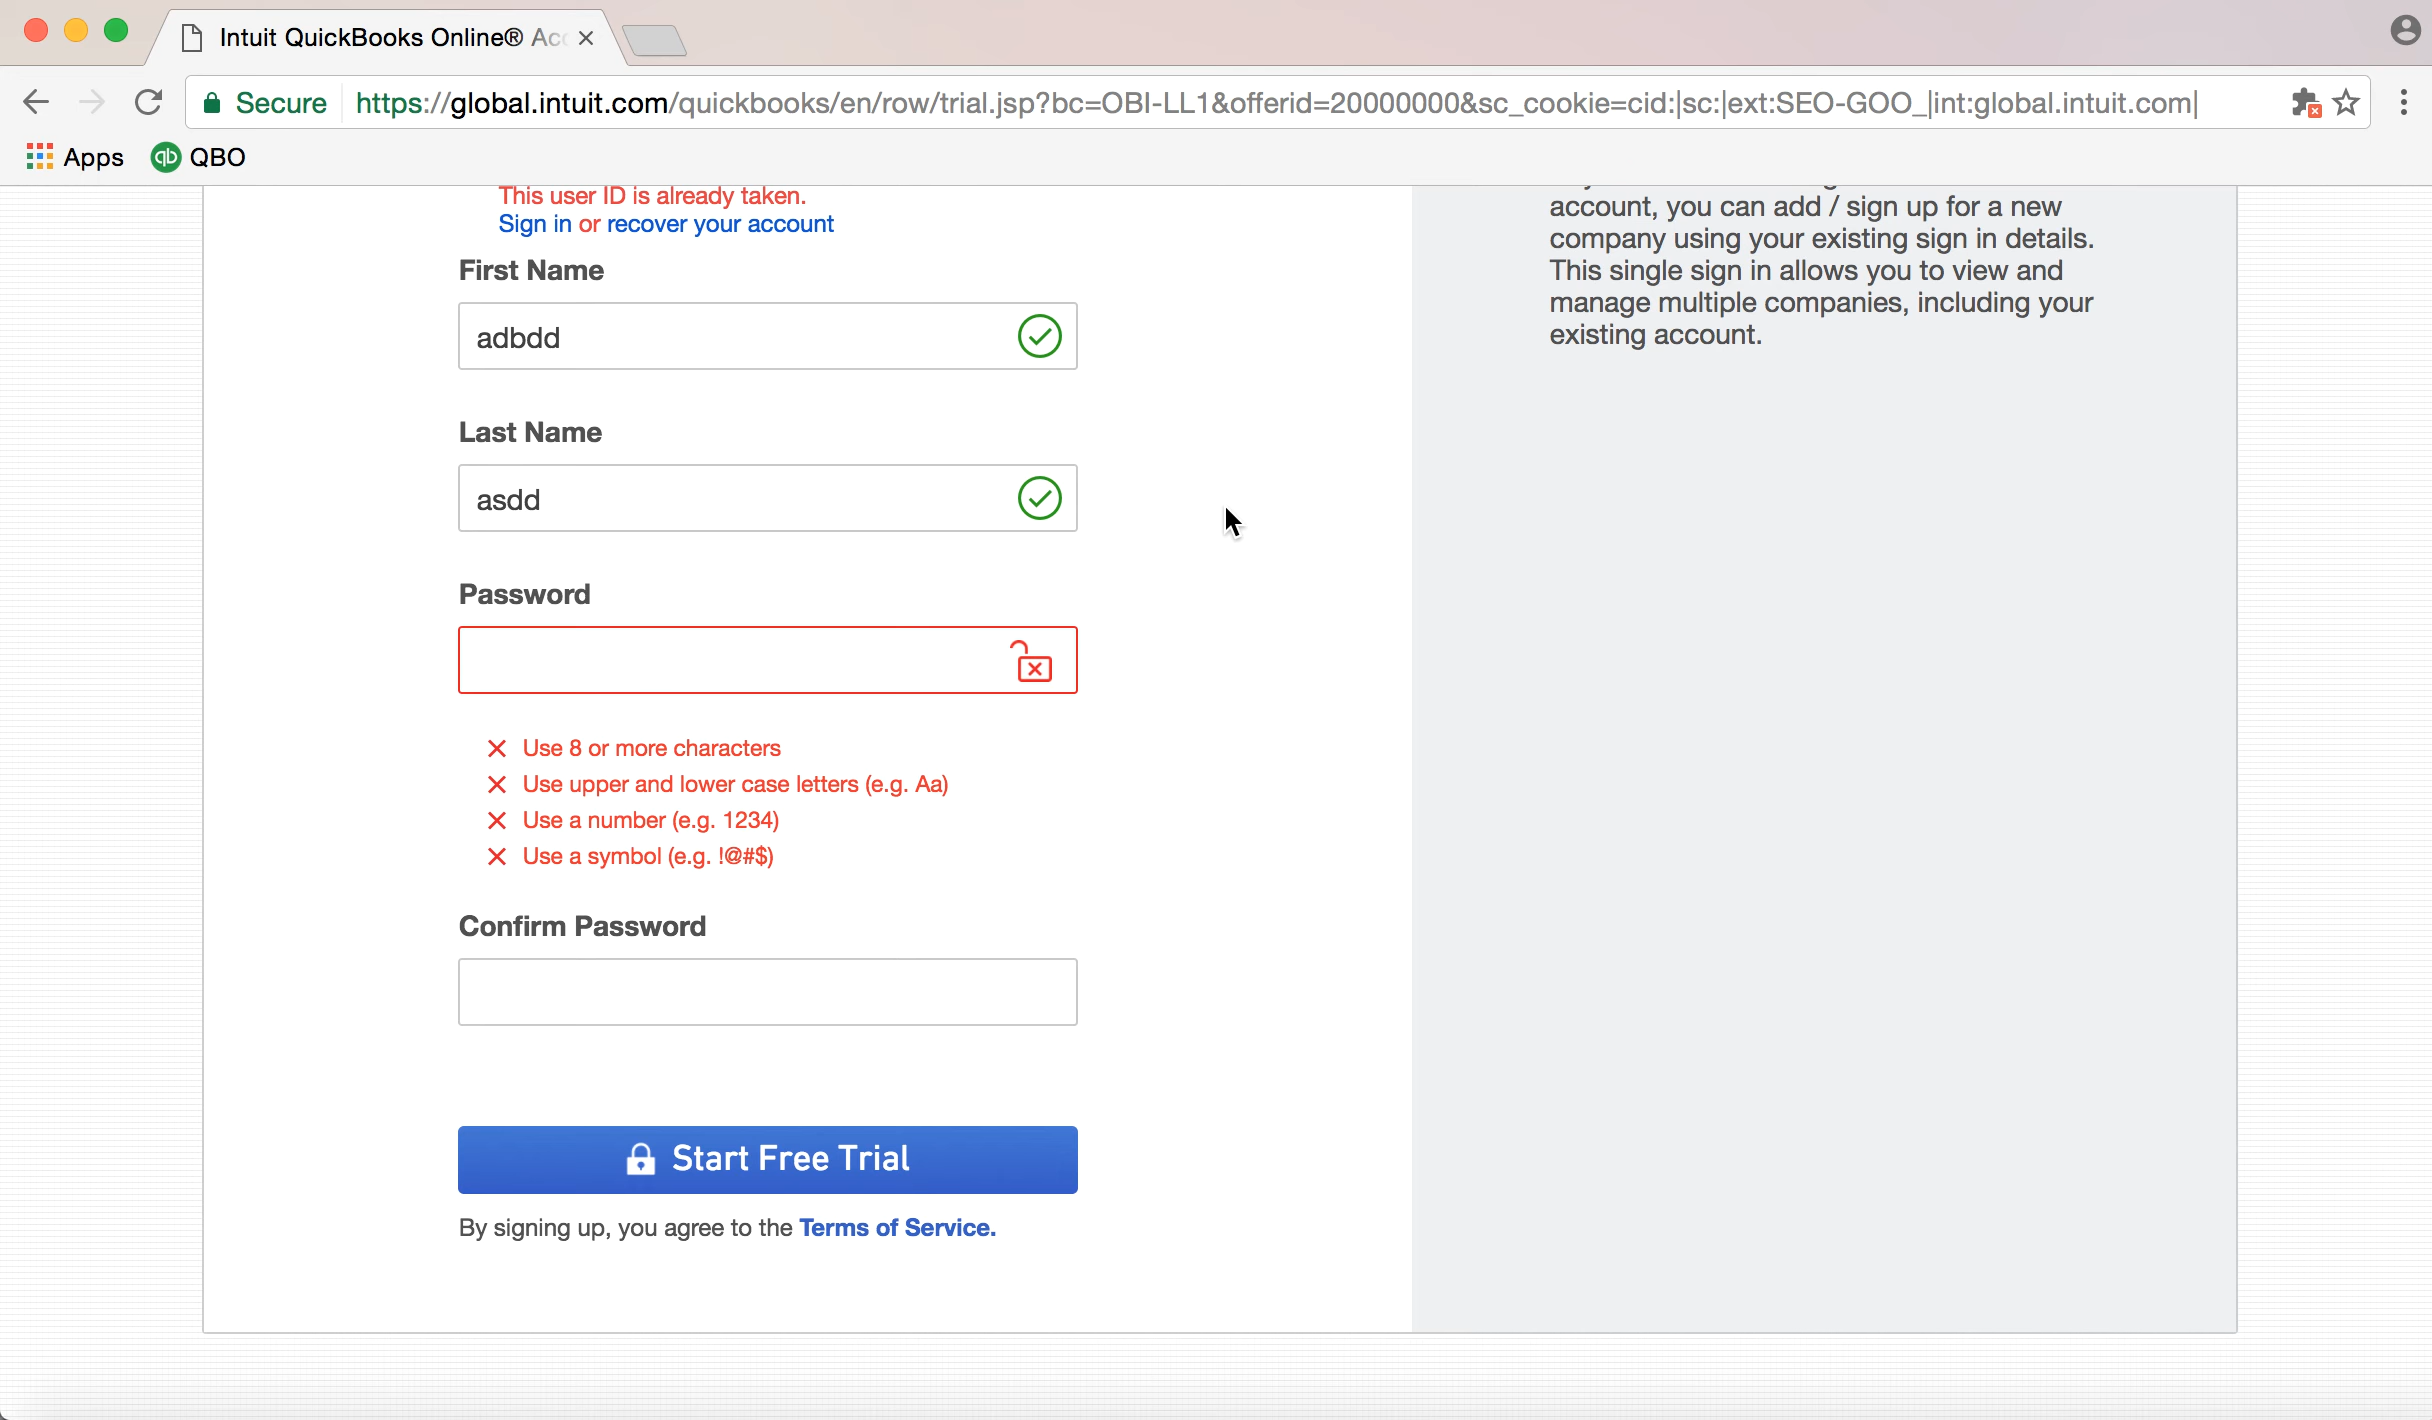 Intuit QuickBooks Online® Acc
Secure https://global.intuit.com/quickbooks/en/row/trial.jsp?bc=OBI-LL1&offerid=20000000&sc_cookie=cid:|sc:|ext:SEO-GOO_|int:global.intuit.com|
Apps qb QBO
This user ID is already taken.
Sign in or recover your account
First Name
adbdd
Last Name
asdd
Password
Use 8 or more characters
Use upper and lower case letters (e.g. Aa)
Use a number (e.g. 1234)
Use a symbol (e.g. !@#$)
Confirm Password
Start Free Trial
By signing up, you agree to the Terms of Service.
account, you can add / sign up for a new
company using your existing sign in details.
This single sign in allows you to view and
manage multiple companies, including your
existing account.